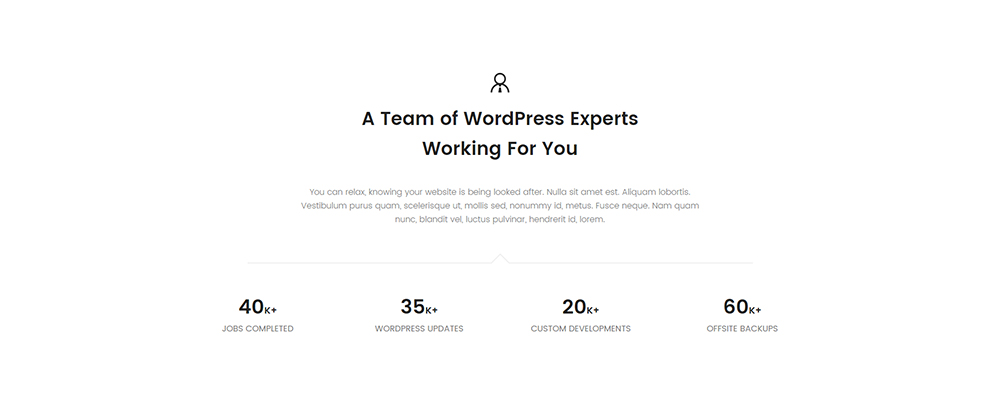 A Team of WordPress Experts
Working For You
You can relax, knowing your website is being looked after. Nulla sit amet est. Aliquam lobortis.
Vestibulum purus quam, scelerisque ut, mollis sed, nonummy id, metus. Fusce neque. Nam quam
nunc, blandit vel, luctus pulvinar, hendrerit id, lorem.
40K+ 35K+ 20K+ 60K+
JOBS COMPLETED WORDPRESS UPDATES CUSTOM DEVELOPMENTS OFFSITE BACKUPS